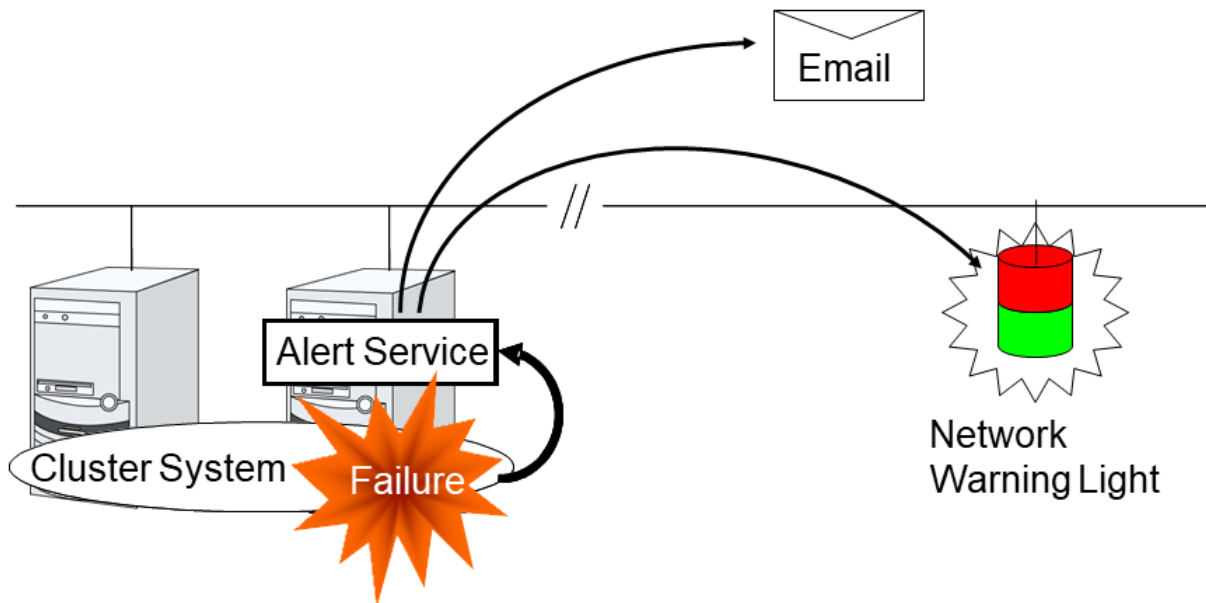 Email
Alert Service
Cluster System
Failure
Network
Warning Light